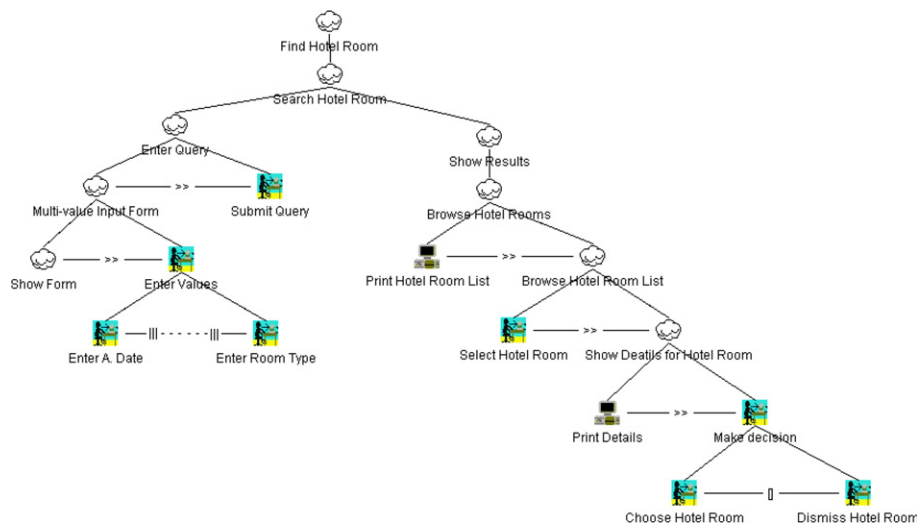 Find Hotel Room
Search Hotel Room
Enter Query
Show Results
Multi-value Input Form
>>
Submit Query
Browse Hotel Rooms
Show Form
>>
Enter Values
Print Hotel Room List
>>
Browse Hotel Room List
Enter A. Date
||| - - - - - |||
Enter Room Type
Select Hotel Room
>>
Show Deatils for Hotel Room
Print Details
>>
Make decision
Choose Hotel Room
[]
Dismiss Hotel Room